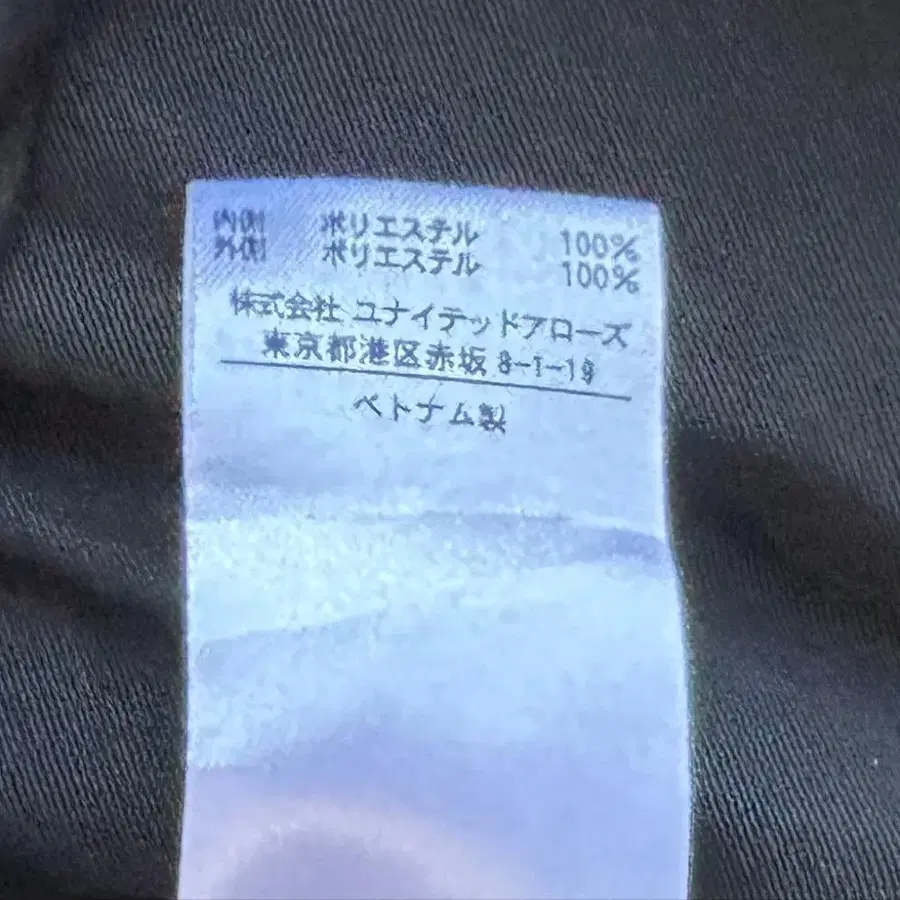 内側 ポリエステル 100%
外側 ポリエステル 100%
株式会社 ユナイテッドアローズ
東京都港区赤坂 8-1-19
ベトナム製